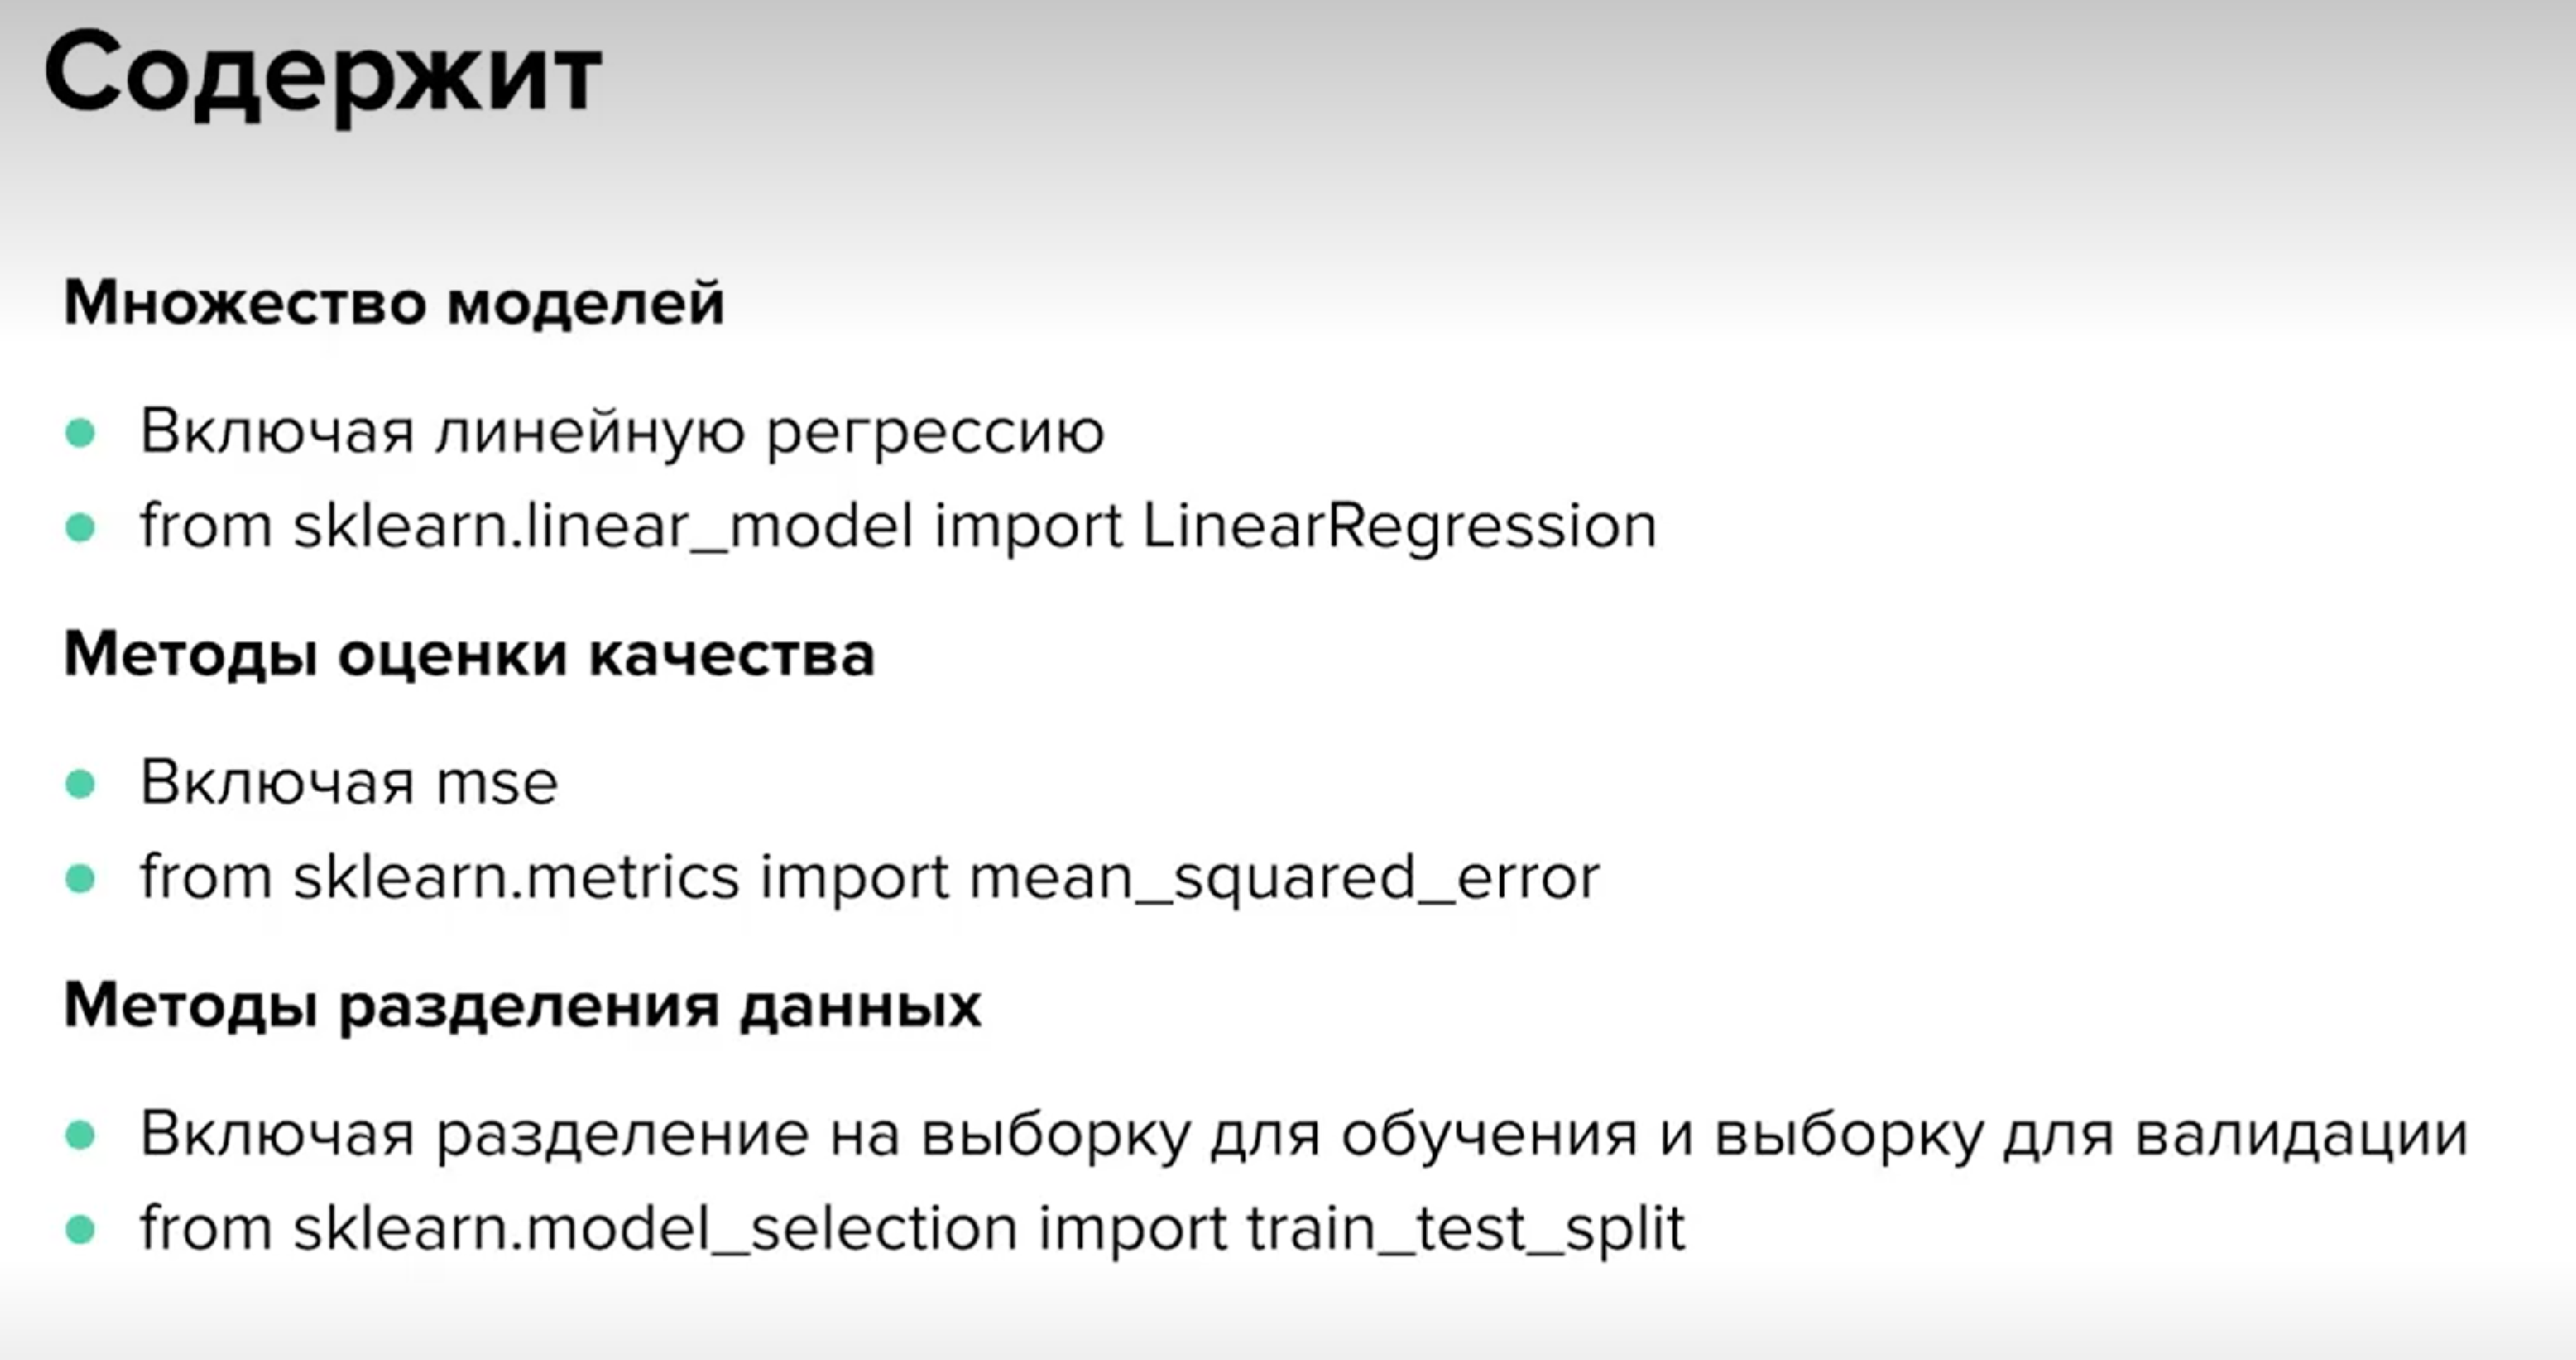 Содержит
Множество моделей
Включая линейную регрессию
from sklearn.linear_model import LinearRegression
Методы оценки качества
Включая mse
from sklearn.metrics import mean_squared_error
Методы разделения данных
Включая разделение на выборку для обучения и выборку для валидации
from sklearn.model_selection import train_test_split